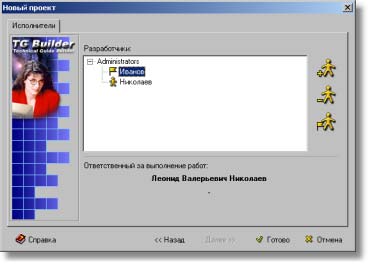 Новый проект
Исполнители
TG Builder
Technical Guide Builder
Разработчики:
Administrators
Иванов
Николаев
Ответственный за выполнение работ:
Леонид Валерьевич Николаев
-
Справка
<< Назад
Далее >>
Готово
Отмена